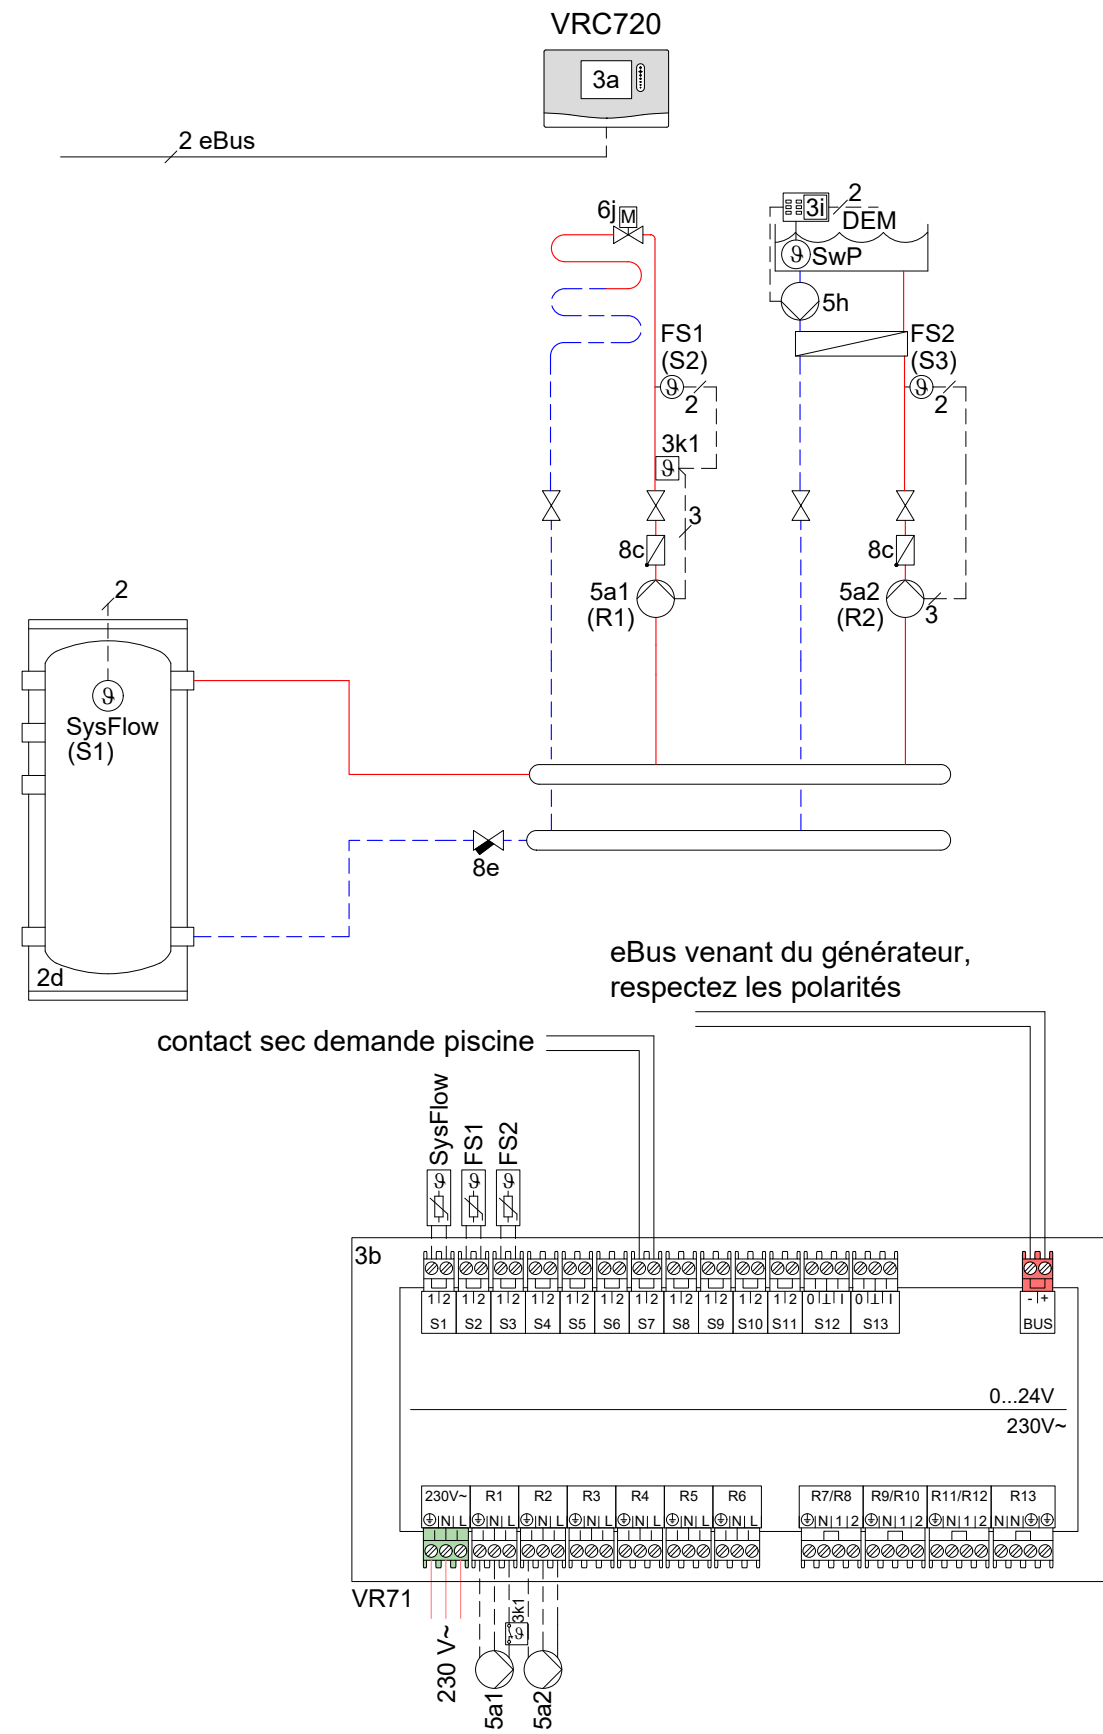 VRC720
3a
2 eBus
6j
M
3i
2
DEM
ϑ SwP
5h
FS1
(S2)
ϑ
2
FS2
(S3)
ϑ
2
3k1
ϑ
3
8c
8c
5a1
(R1)
5a2
(R2)
3
2
ϑ
SysFlow
(S1)
8e
2d
eBus venant du générateur,
respectez les polarités
contact sec demande piscine
SysFlow
FS1
FS2
ϑ ϑ ϑ
3b
1 2 1 2 1 2 1 2 1 2 1 2 1 2 1 2 1 2 1 2 1 2 0 ⊥ I 0 ⊥ I - +
S1 S2 S3 S4 S5 S6 S7 S8 S9 S10 S11 S12 S13 BUS
0...24V
230V~
230V~ R1 R2 R3 R4 R5 R6 R7/R8 R9/R10 R11/R12 R13
⏚ N L ⏚ N L ⏚ N L ⏚ N L ⏚ N L ⏚ N L ⏚ N L ⏚ N 1 2 ⏚ N 1 2 ⏚ N 1 2 N N ⏚ ⏚
VR71
230 V~
3k1
ϑ
5a1
5a2